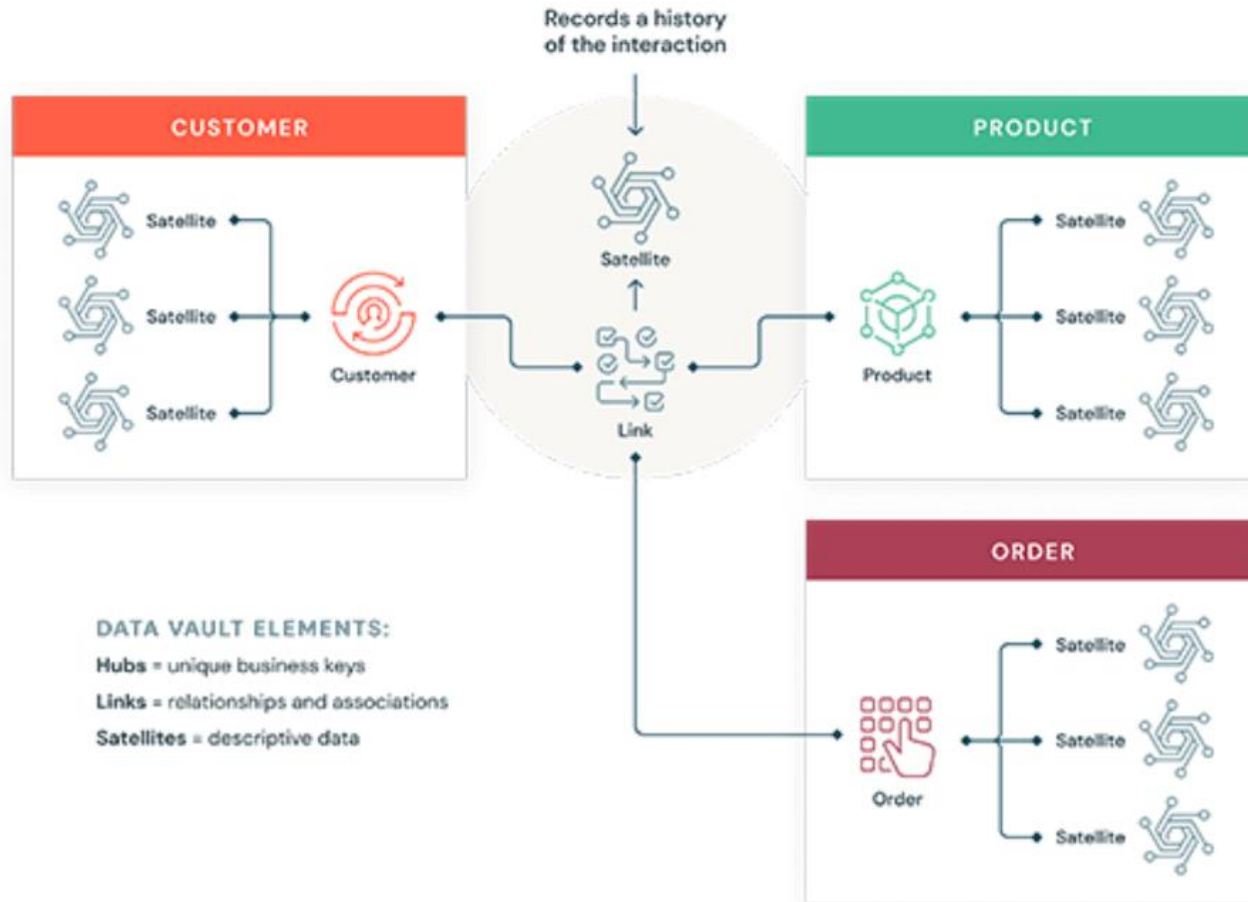 Records a history
of the interaction
CUSTOMER
Satellite
Satellite
Satellite
Customer
Satellite
Link
PRODUCT
Product
Satellite
Satellite
Satellite
ORDER
Order
Satellite
Satellite
Satellite
DATA VAULT ELEMENTS:
Hubs = unique business keys
Links = relationships and associations
Satellites = descriptive data